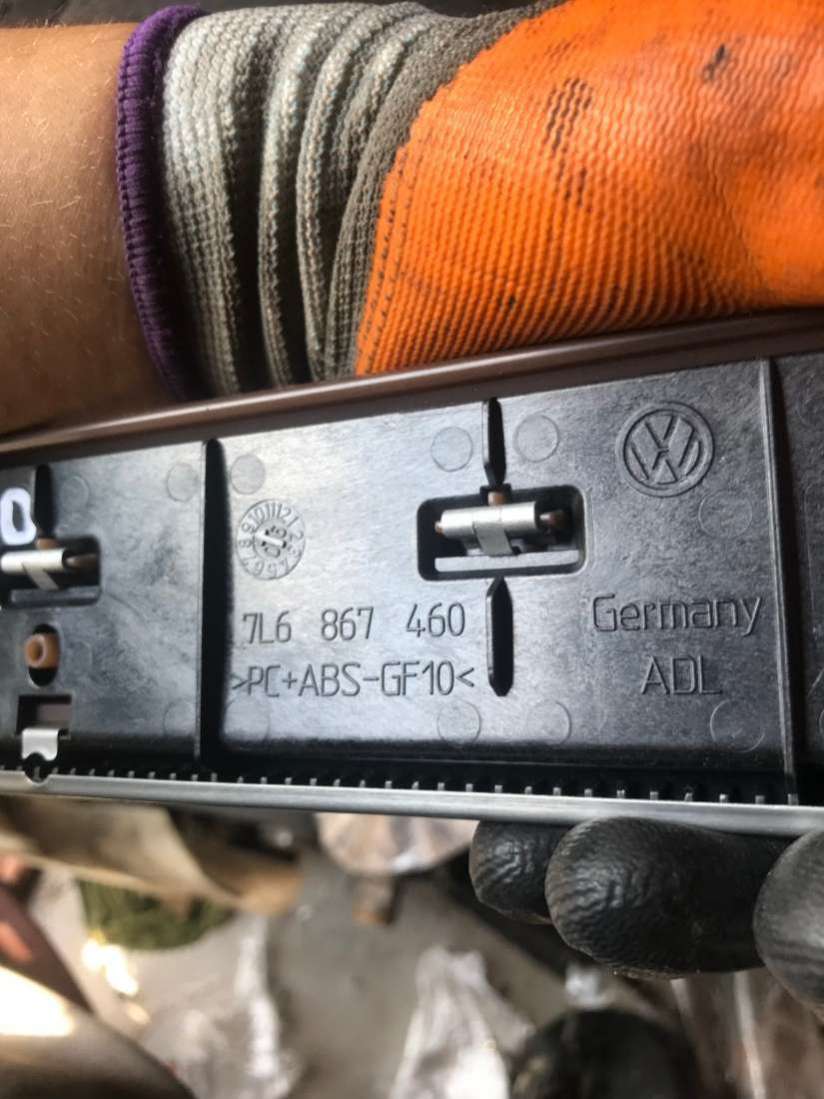 O
7L6 867 460
>PC+ABS-GF10<
Germany
ADL